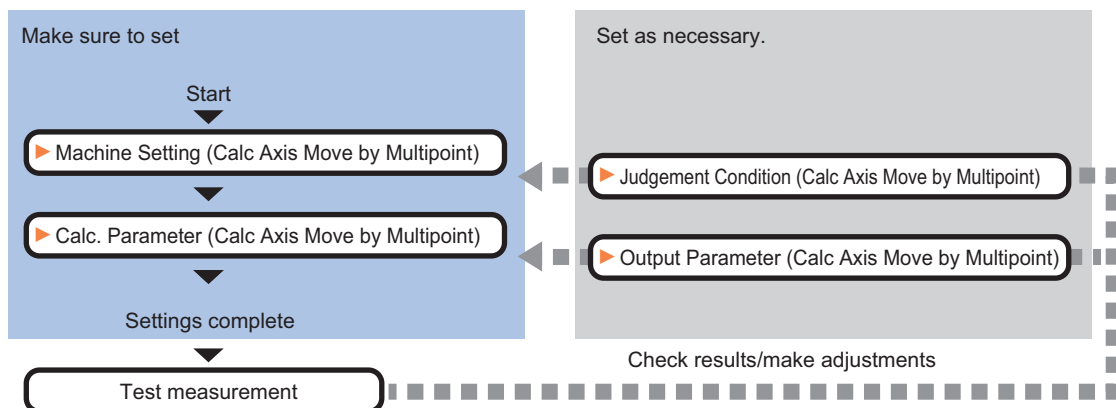 Make sure to set
Start
Machine Setting (Calc Axis Move by Multipoint)
Calc. Parameter (Calc Axis Move by Multipoint)
Settings complete
Test measurement
Set as necessary.
Judgement Condition (Calc Axis Move by Multipoint)
Output Parameter (Calc Axis Move by Multipoint)
Check results/make adjustments